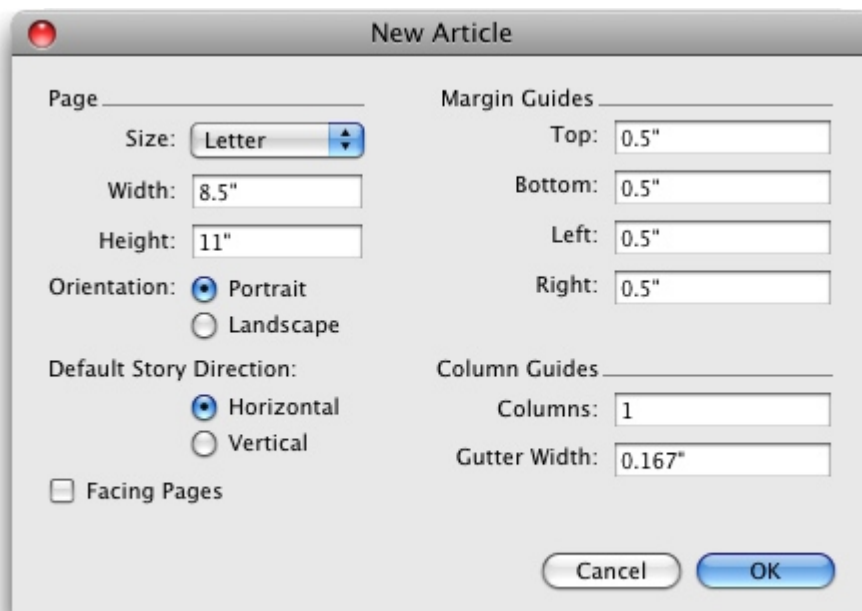 New Article
Page
Size: Letter
Width: 8.5"
Height: 11"
Orientation: Portrait
Landscape
Default Story Direction:
Horizontal
Vertical
Facing Pages
Margin Guides
Top: 0.5"
Bottom: 0.5"
Left: 0.5"
Right: 0.5"
Column Guides
Columns: 1
Gutter Width: 0.167"
Cancel OK